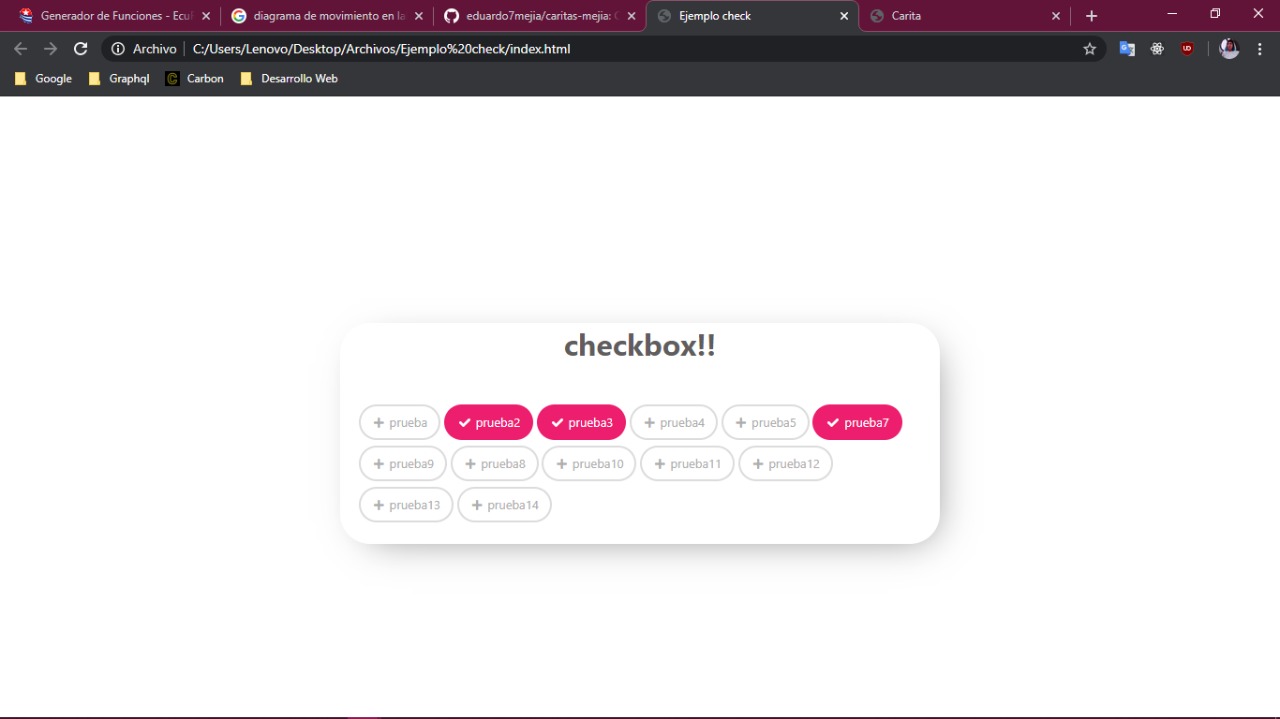 Generador de Funciones - Ecu
diagrama de movimiento en la
eduardo7mejia/caritas-mejia:
Ejemplo check
Carita
Archivo
C:/Users/Lenovo/Desktop/Archivos/Ejemplo%20check/index.html
Google
Graphql
Carbon
Desarrollo Web
checkbox!!
prueba
prueba2
prueba3
prueba4
prueba5
prueba7
prueba9
prueba8
prueba10
prueba11
prueba12
prueba13
prueba14